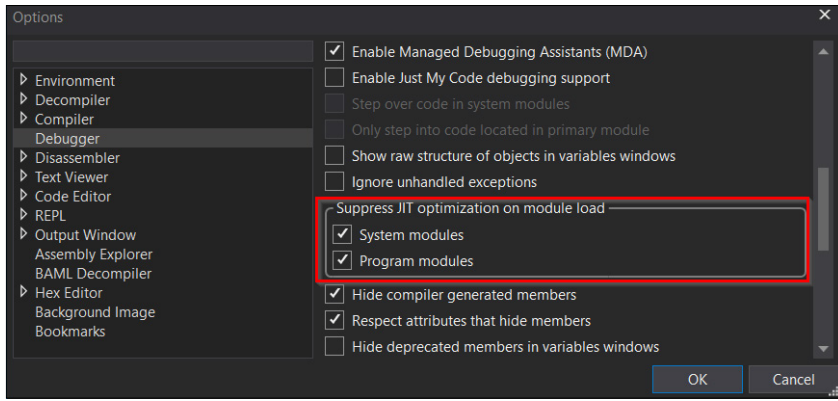 Options
Environment
Decompiler
Compiler
Debugger
Disassembler
Text Viewer
Code Editor
REPL
Output Window
Assembly Explorer
BAML Decompiler
Hex Editor
Background Image
Bookmarks
Enable Managed Debugging Assistants (MDA)
Enable Just My Code debugging support
Step over code in system modules
Only step into code located in primary module
Show raw structure of objects in variables windows
Ignore unhandled exceptions
Suppress JIT optimization on module load
System modules
Program modules
Hide compiler generated members
Respect attributes that hide members
Hide deprecated members in variables windows
OK
Cancel